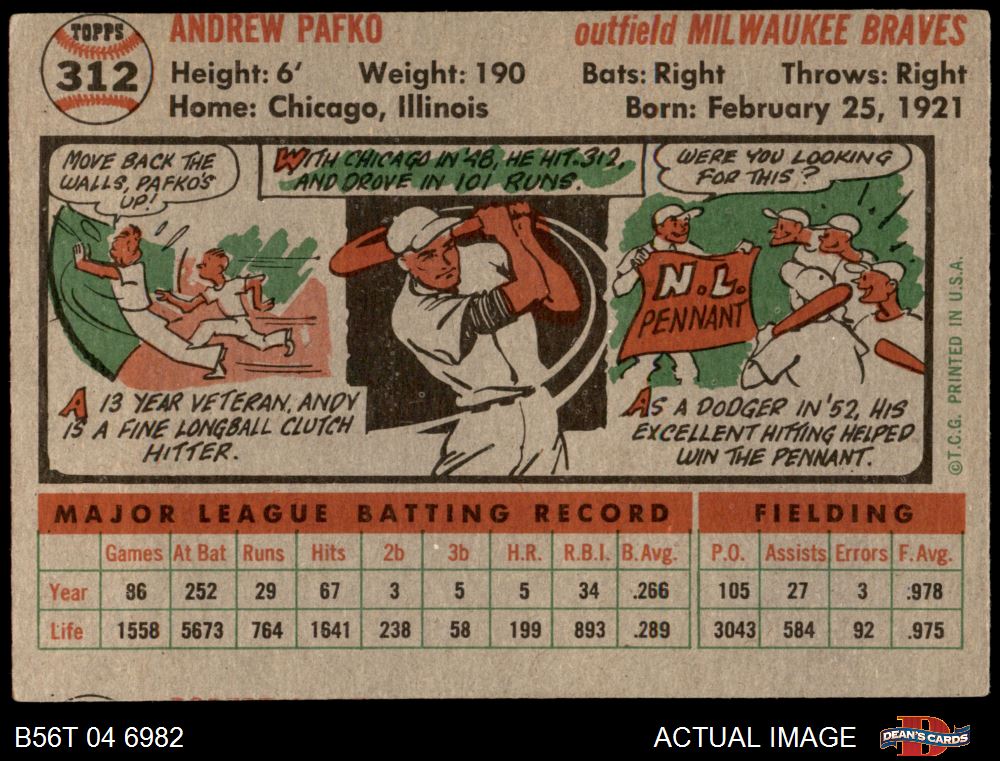 TOPPS
312
ANDREW PAFKO
outfield MILWAUKEE BRAVES
Height: 6' Weight: 190 Bats: Right Throws: Right
Home: Chicago, Illinois Born: February 25, 1921
MOVE BACK THE
WALLS, PAFKO'S
UP!
WITH CHICAGO IN '48, HE HIT .312,
AND DROVE IN 101 RUNS.
WERE YOU LOOKING
FOR THIS?
N.L.
PENNANT
A 13 YEAR VETERAN, ANDY
IS A FINE LONGBALL CLUTCH
HITTER.
AS A DODGER IN '52, HIS
EXCELLENT HITTING HELPED
WIN THE PENNANT.
©T.C.G. PRINTED IN U.S.A.
MAJOR LEAGUE BATTING RECORD FIELDING
Games At Bat Runs Hits 2b 3b H.R. R.B.I. B.Avg. P.O. Assists Errors F.Avg.
Year 86 252 29 67 3 5 5 34 .266 105 27 3 .978
Life 1558 5673 764 1641 238 58 199 893 .289 3043 584 92 .975
B56T 04 6982
ACTUAL IMAGE
DEAN'S CARDS